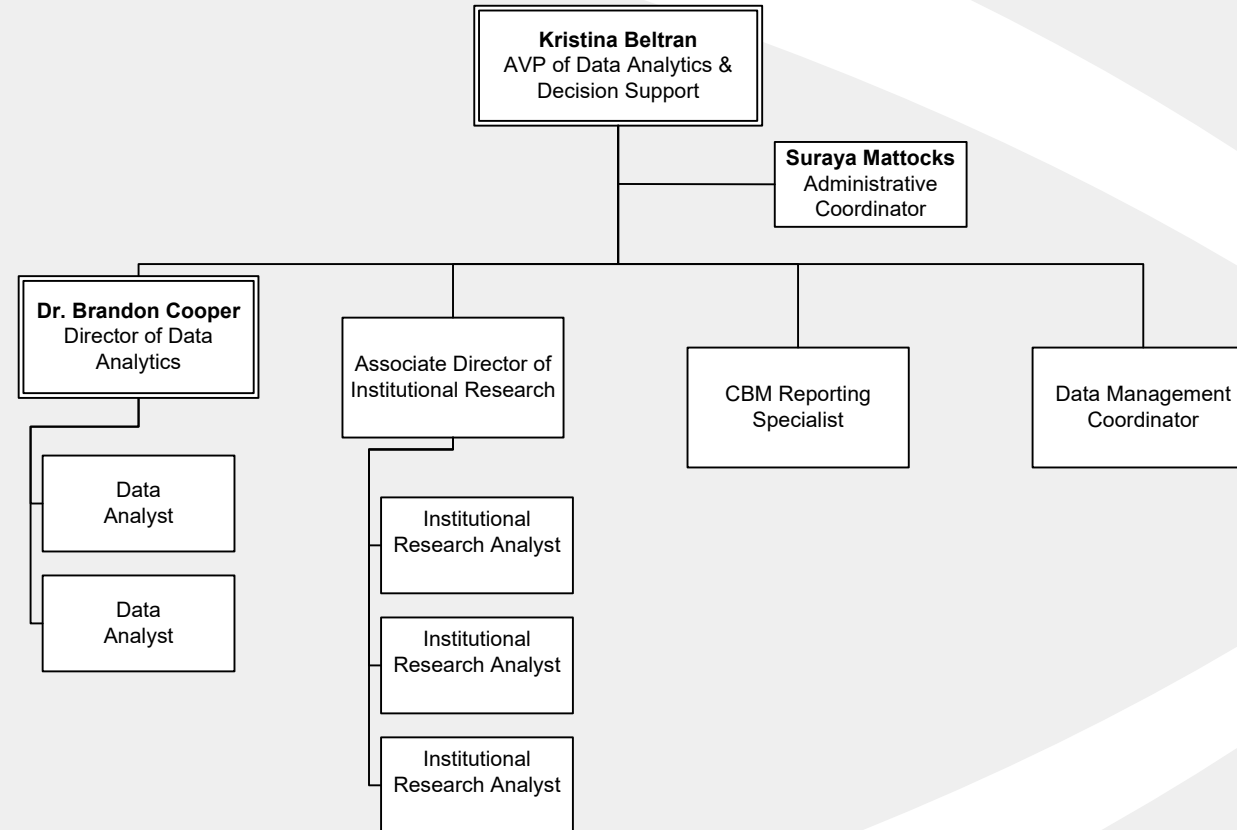 Kristina Beltran
AVP of Data Analytics &
Decision Support
Suraya Mattocks
Administrative
Coordinator
Dr. Brandon Cooper
Director of Data
Analytics
Associate Director of
Institutional Research
CBM Reporting
Specialist
Data Management
Coordinator
Data
Analyst
Data
Analyst
Institutional
Research Analyst
Institutional
Research Analyst
Institutional
Research Analyst